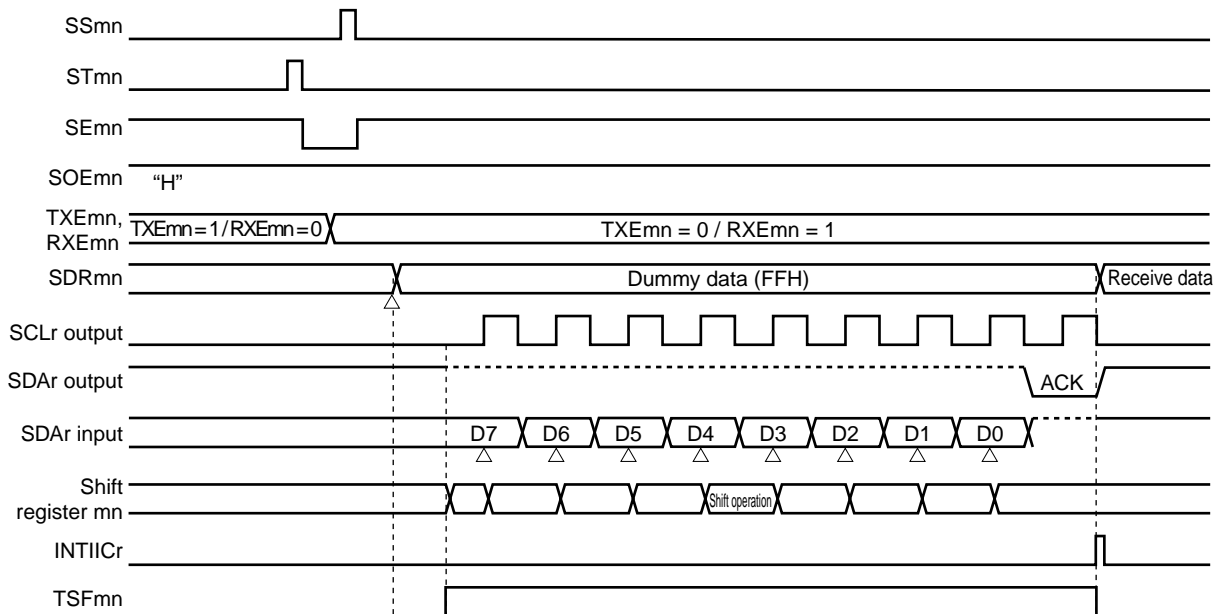 SSmn
STmn
SEmn
SOEmn "H"
TXEmn,
RXEmn
TXEmn = 1 / RXEmn = 0
TXEmn = 0 / RXEmn = 1
SDRmn
Dummy data (FFH)
Receive data
SCLr output
SDAr output
ACK
SDAr input
D7 D6 D5 D4 D3 D2 D1 D0
Shift
register mn
Shift operation
INTIICr
TSFmn